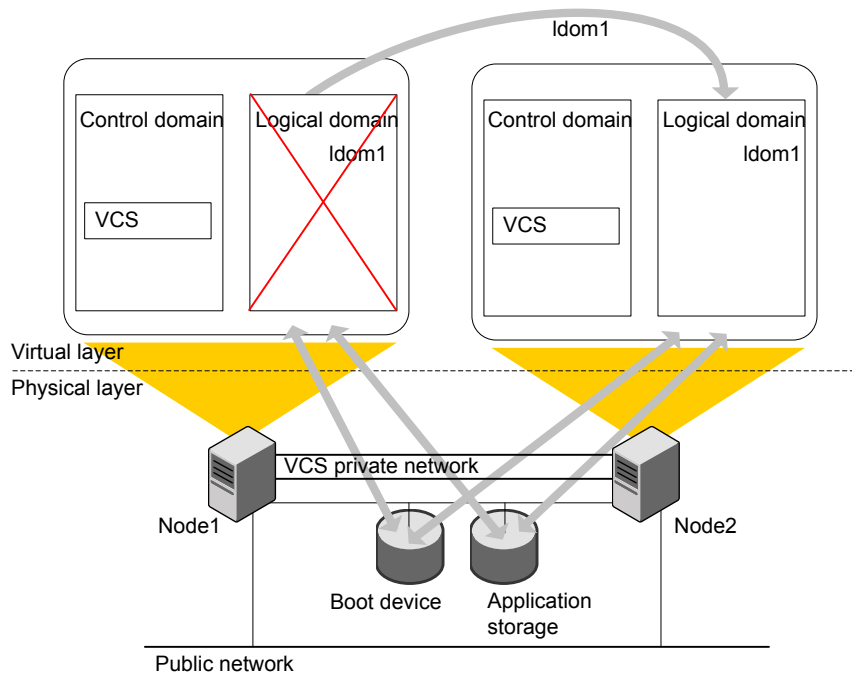 ldom1
Control domain
Logical domain
ldom1
VCS
Control domain
Logical domain
ldom1
VCS
Virtual layer
Physical layer
VCS private network
Node1
Node2
Boot device
Application
storage
Public network